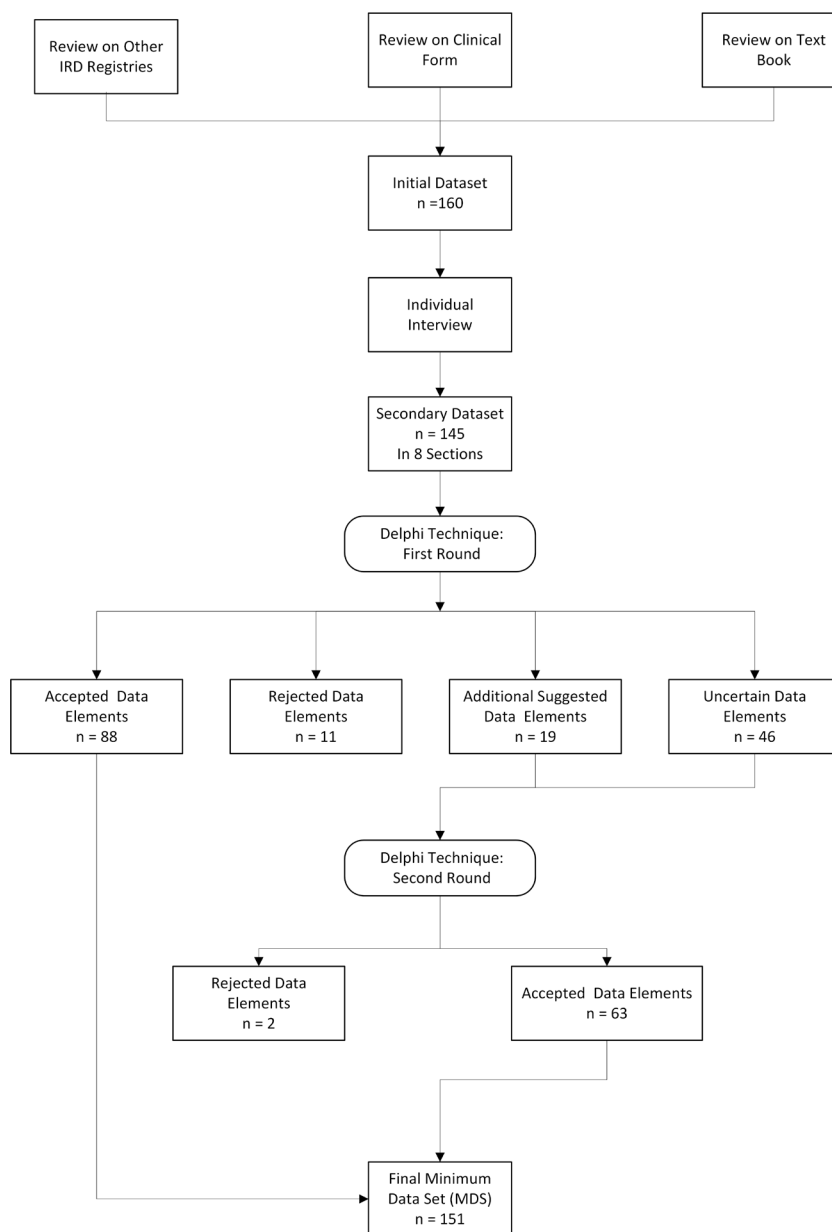 Review on Other
IRD Registries
Review on Clinical
Form
Review on Text
Book
Initial Dataset
n =160
Individual
Interview
Secondary Dataset
n = 145
In 8 Sections
Delphi Technique:
First Round
Accepted Data
Elements
n = 88
Rejected Data
Elements
n = 11
Additional Suggested
Data Elements
n = 19
Uncertain Data
Elements
n = 46
Delphi Technique:
Second Round
Rejected Data
Elements
n = 2
Accepted Data Elements
n = 63
Final Minimum
Data Set (MDS)
n = 151